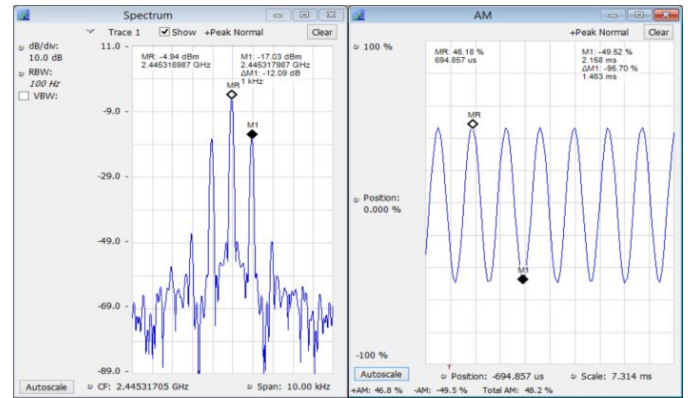 Spectrum
Trace 1 Show +Peak Normal Clear
dB/div:
10.0 dB
RBW:
100 Hz
VBW:
11.0
-9.0
-29.0
-49.0
-69.0
-89.0
MR: -4.94 dBm
2.445316987 GHz
M1: -17.03 dBm
2.445317987 GHz
ΔM1: -12.09 dB
1 kHz
MR
M1
Autoscale CF: 2.44531705 GHz Span: 10.00 kHz
AM
+Peak Normal Clear
100 %
MR: 46.18 %
694.857 us
M1: -49.52 %
2.158 ms
ΔM1: -95.70 %
1.463 ms
MR
Position:
0.000 %
M1
-100 %
T
Autoscale Position: -694.857 us Scale: 7.314 ms
+AM: 46.8 % -AM: -49.5 % Total AM: 48.2 %